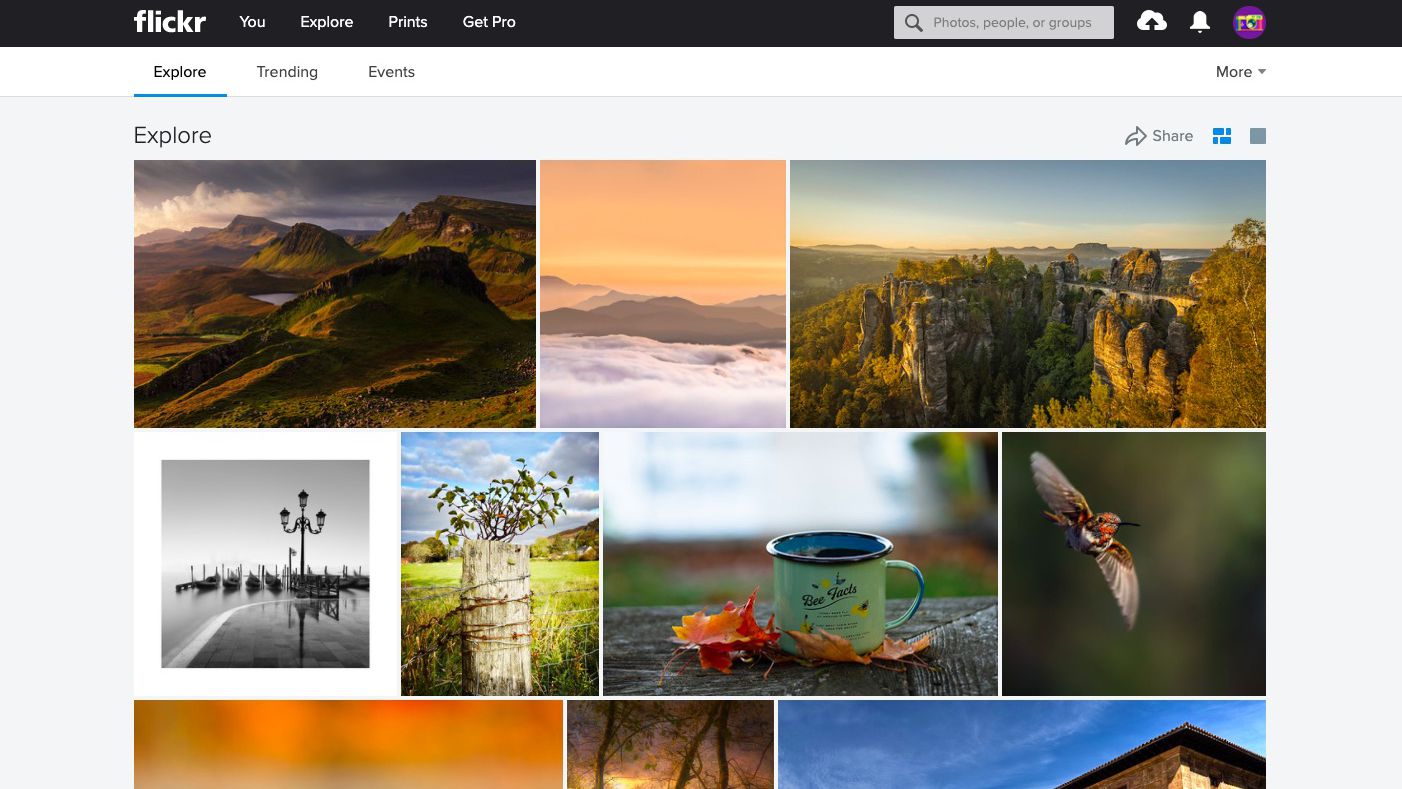 flickr You Explore Prints Get Pro Photos, people, or groups
Explore Trending Events More
Explore Share
Bee Facts